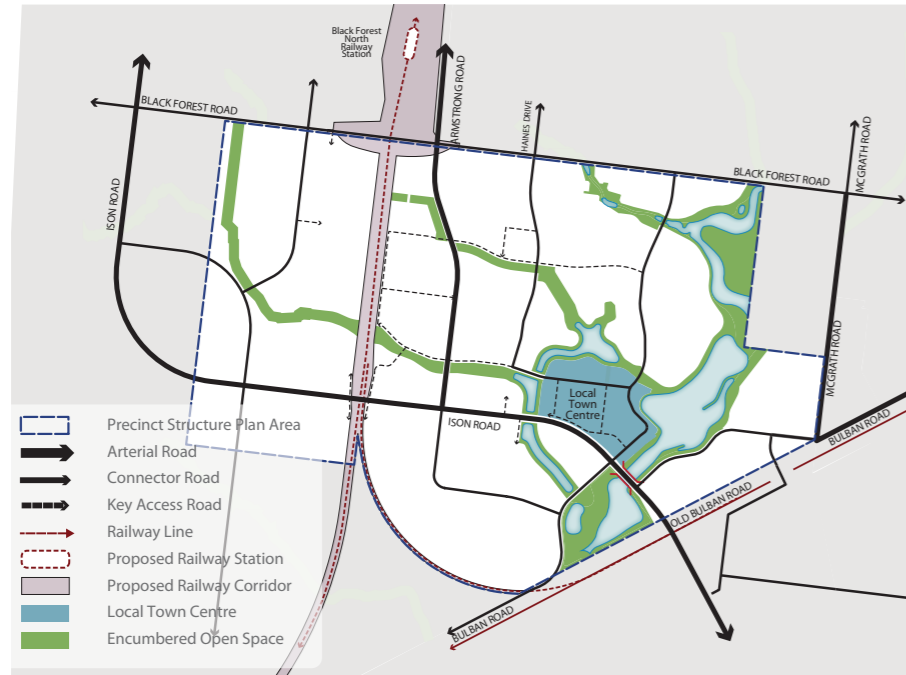 Black Forest
North
Railway
Station
BLACK FOREST ROAD
ARMSTRONG ROAD
HAINES DRIVE
MCGRATH ROAD
BLACK FOREST ROAD
ISON ROAD
MCGRATH ROAD
Local
Town
Centre
ISON ROAD
BULBAN ROAD
OLD BULBAN ROAD
BULBAN ROAD
Precinct Structure Plan Area
Arterial Road
Connector Road
Key Access Road
Railway Line
Proposed Railway Station
Proposed Railway Corridor
Local Town Centre
Encumbered Open Space